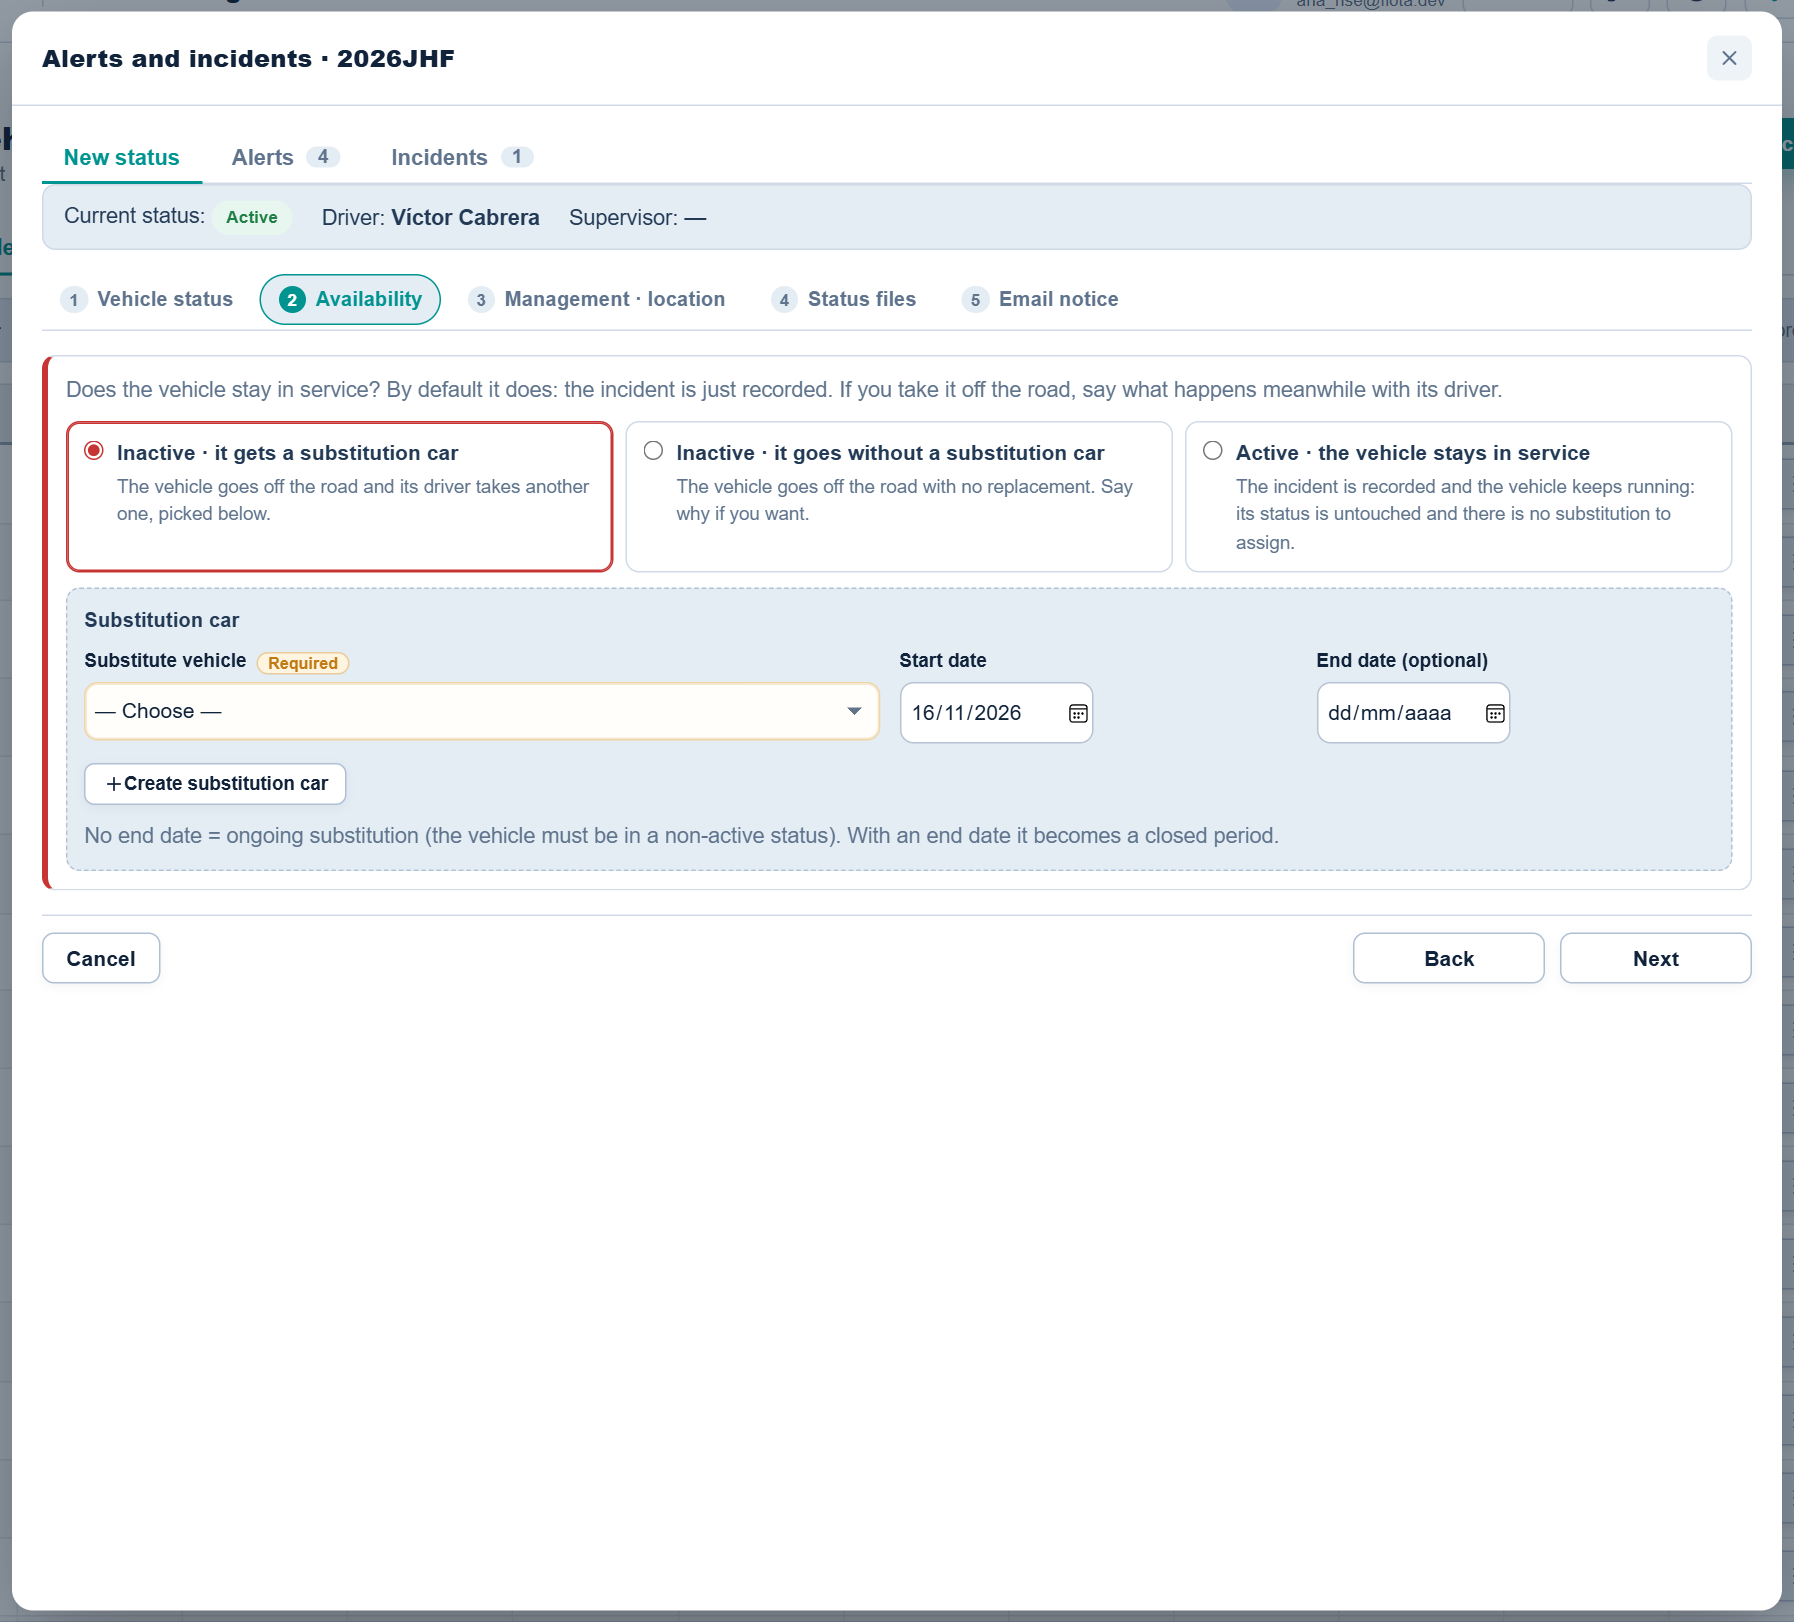 Alerts and incidents · 2026JHF
New status
Alerts 4
Incidents 1
Current status: Active Driver: Víctor Cabrera Supervisor: —
1 Vehicle status
2 Availability
3 Management · location
4 Status files
5 Email notice
Does the vehicle stay in service? By default it does: the incident is just recorded. If you take it off the road, say what happens meanwhile with its driver.
Inactive · it gets a substitution car
The vehicle goes off the road and its driver takes another
one, picked below.
Inactive · it goes without a substitution car
The vehicle goes off the road with no replacement. Say
why if you want.
Active · the vehicle stays in service
The incident is recorded and the vehicle keeps running:
its status is untouched and there is no substitution to
assign.
Substitution car
Substitute vehicle Required
— Choose —
Start date
16/11/2026
End date (optional)
dd/mm/aaaa
+Create substitution car
No end date = ongoing substitution (the vehicle must be in a non-active status). With an end date it becomes a closed period.
Cancel
Back
Next